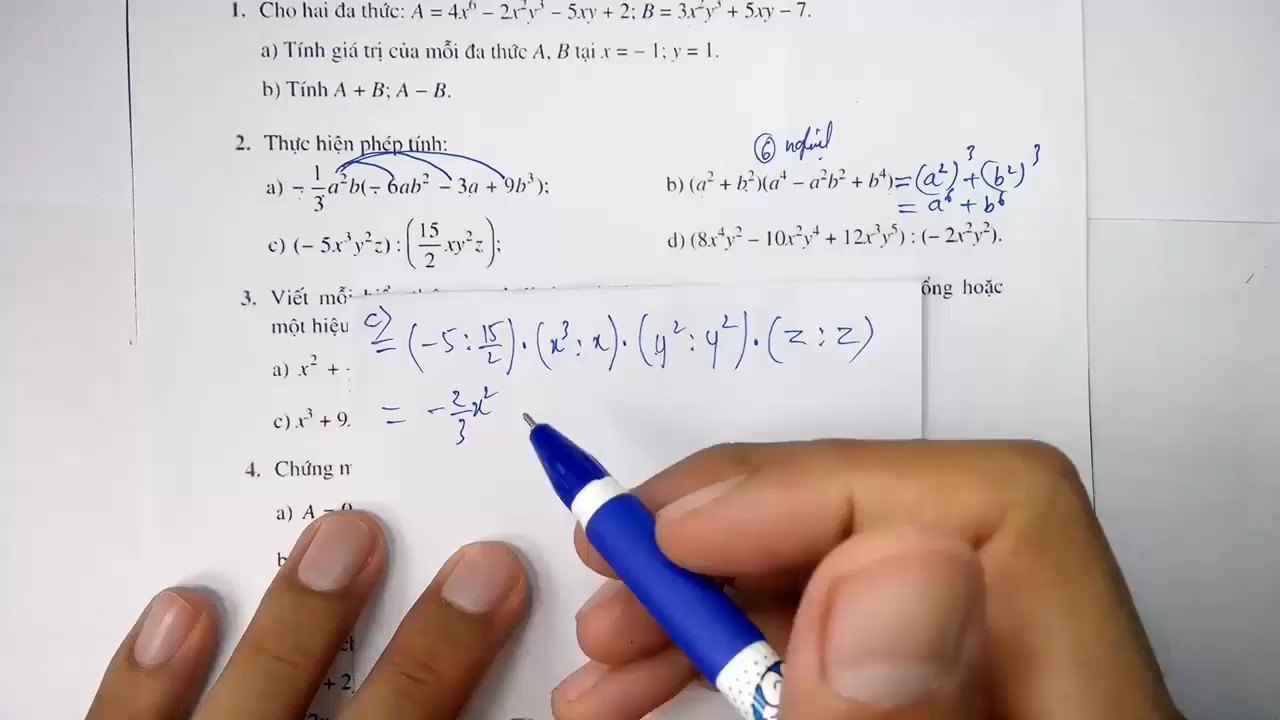 1. Cho hai đa thức: A = 4x⁶ − 2x²y³ − 5xy + 2; B = 3x²y³ + 5xy − 7.
a) Tính giá trị của mỗi đa thức A, B tại x = − 1; y = 1.
b) Tính A + B; A − B.
2. Thực hiện phép tính:
⑥
a) − 1/3 a²b(− 6ab² − 3a + 9b³);
b) (a² + b²)(a⁴ − a²b² + b⁴) = (a²)³ + (b²)³
= a⁶ + b⁶
c) (− 5x³y²z) : (15/2 xy²z);
d) (8x⁴y² − 10x²y⁴ + 12x³y⁵) : (− 2x²y²).
3. Viết ổng hoặc
một hiệu
c) = (−5 : 15/2) · (x³ : x) · (y² : y²) · (z : z)
a) x² +
= − 2/3 x²
c) x³ + 9
4. Chứng
a) A =
b
+ 2